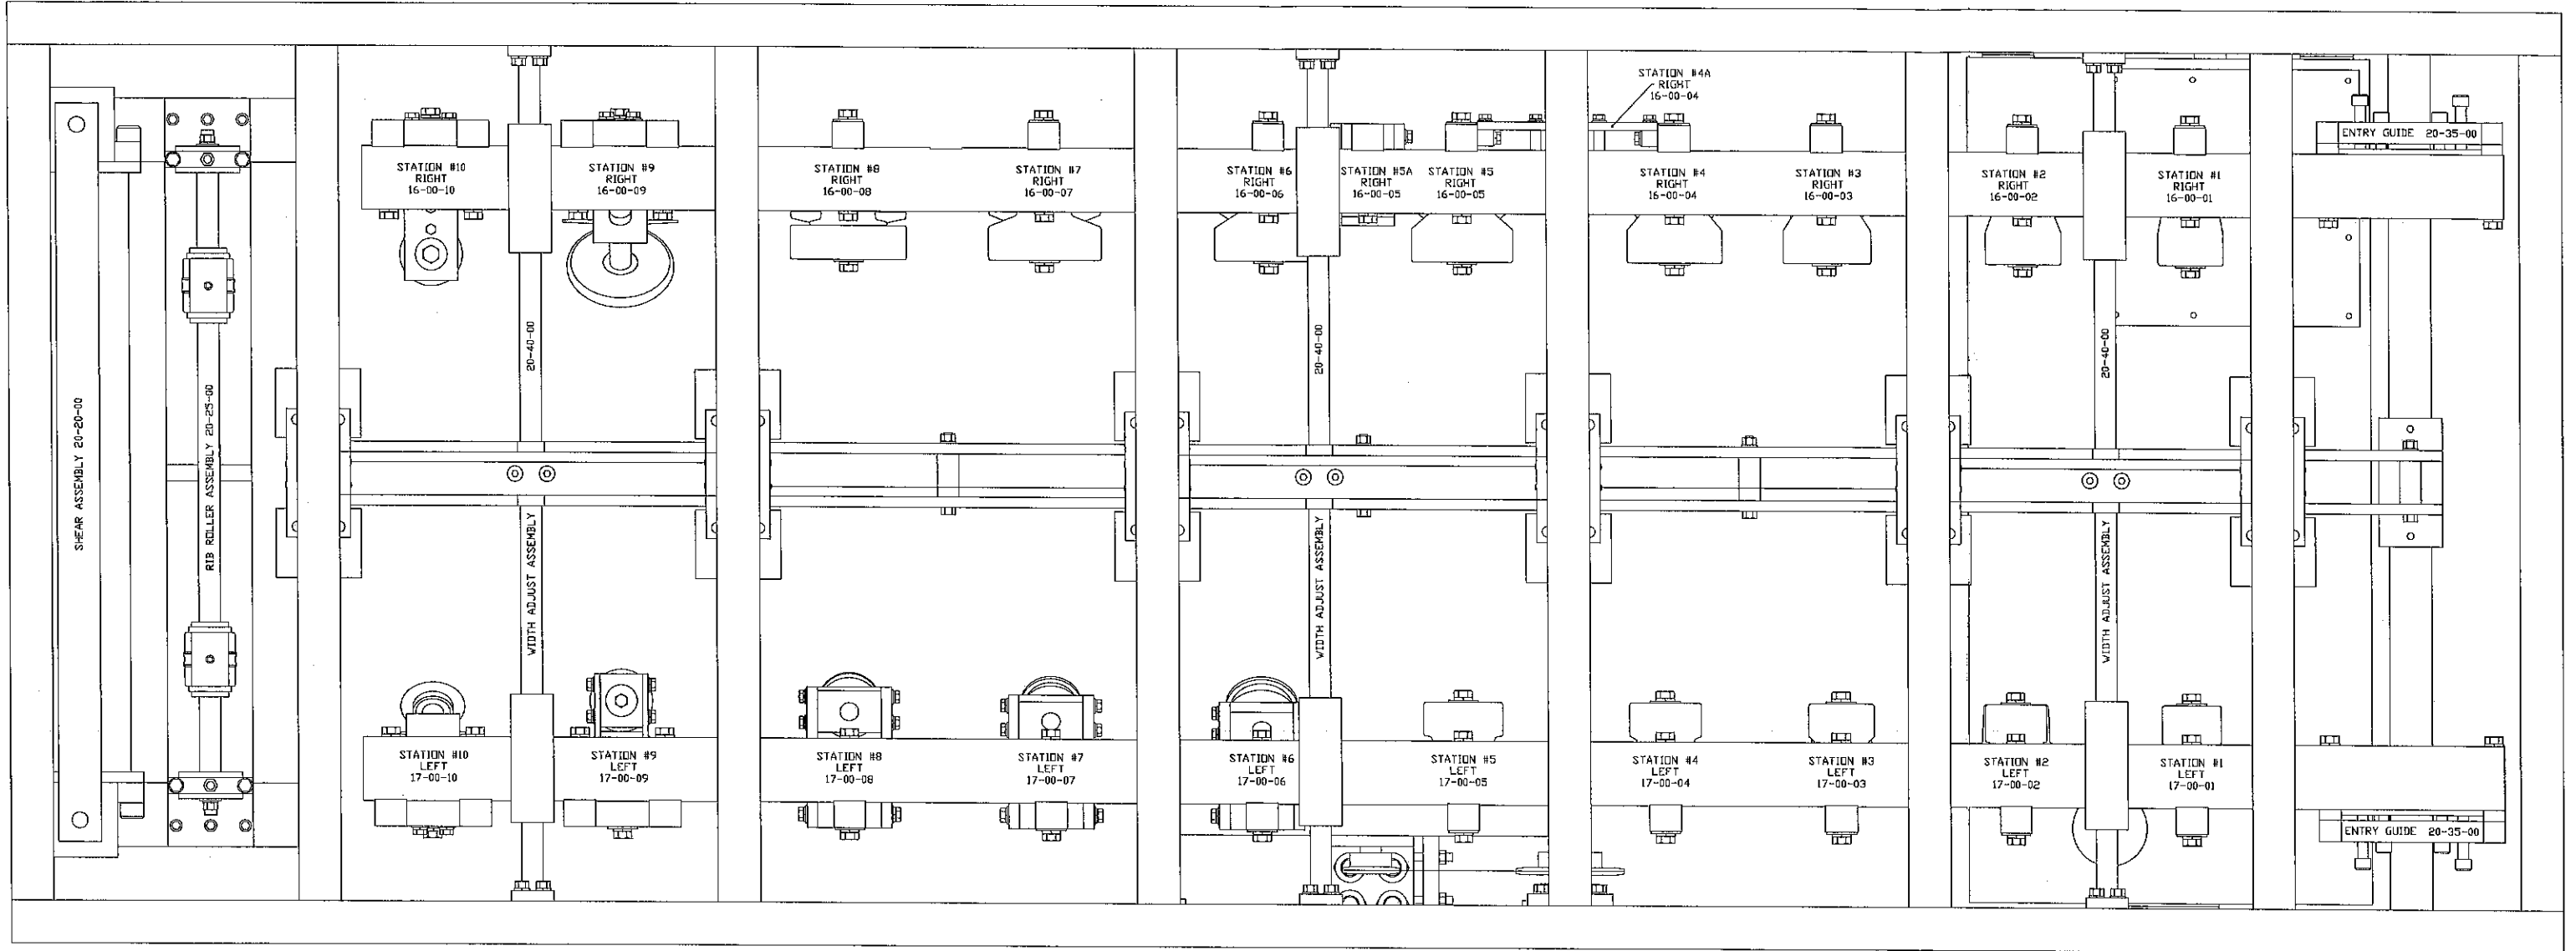 STATION #4A
RIGHT
16-00-04
ENTRY GUIDE 20-35-00
STATION #10
RIGHT
16-00-10
STATION #9
RIGHT
16-00-09
STATION #8
RIGHT
16-00-08
STATION #7
RIGHT
16-00-07
STATION #6
RIGHT
16-00-06
STATION #5A
RIGHT
16-00-05
STATION #5
RIGHT
16-00-05
STATION #4
RIGHT
16-00-04
STATION #3
RIGHT
16-00-03
STATION #2
RIGHT
16-00-02
STATION #1
RIGHT
16-00-01
SHEAR ASSEMBLY 20-20-00
RIB ROLLER ASSEMBLY 20-25-00
WIDTH ADJUST ASSEMBLY 20-40-00
WIDTH ADJUST ASSEMBLY 20-40-00
WIDTH ADJUST ASSEMBLY 20-40-00
STATION #10
LEFT
17-00-10
STATION #9
LEFT
17-00-09
STATION #8
LEFT
17-00-08
STATION #7
LEFT
17-00-07
STATION #6
LEFT
17-00-06
STATION #5
LEFT
17-00-05
STATION #4
LEFT
17-00-04
STATION #3
LEFT
17-00-03
STATION #2
LEFT
17-00-02
STATION #1
LEFT
17-00-01
ENTRY GUIDE 20-35-00